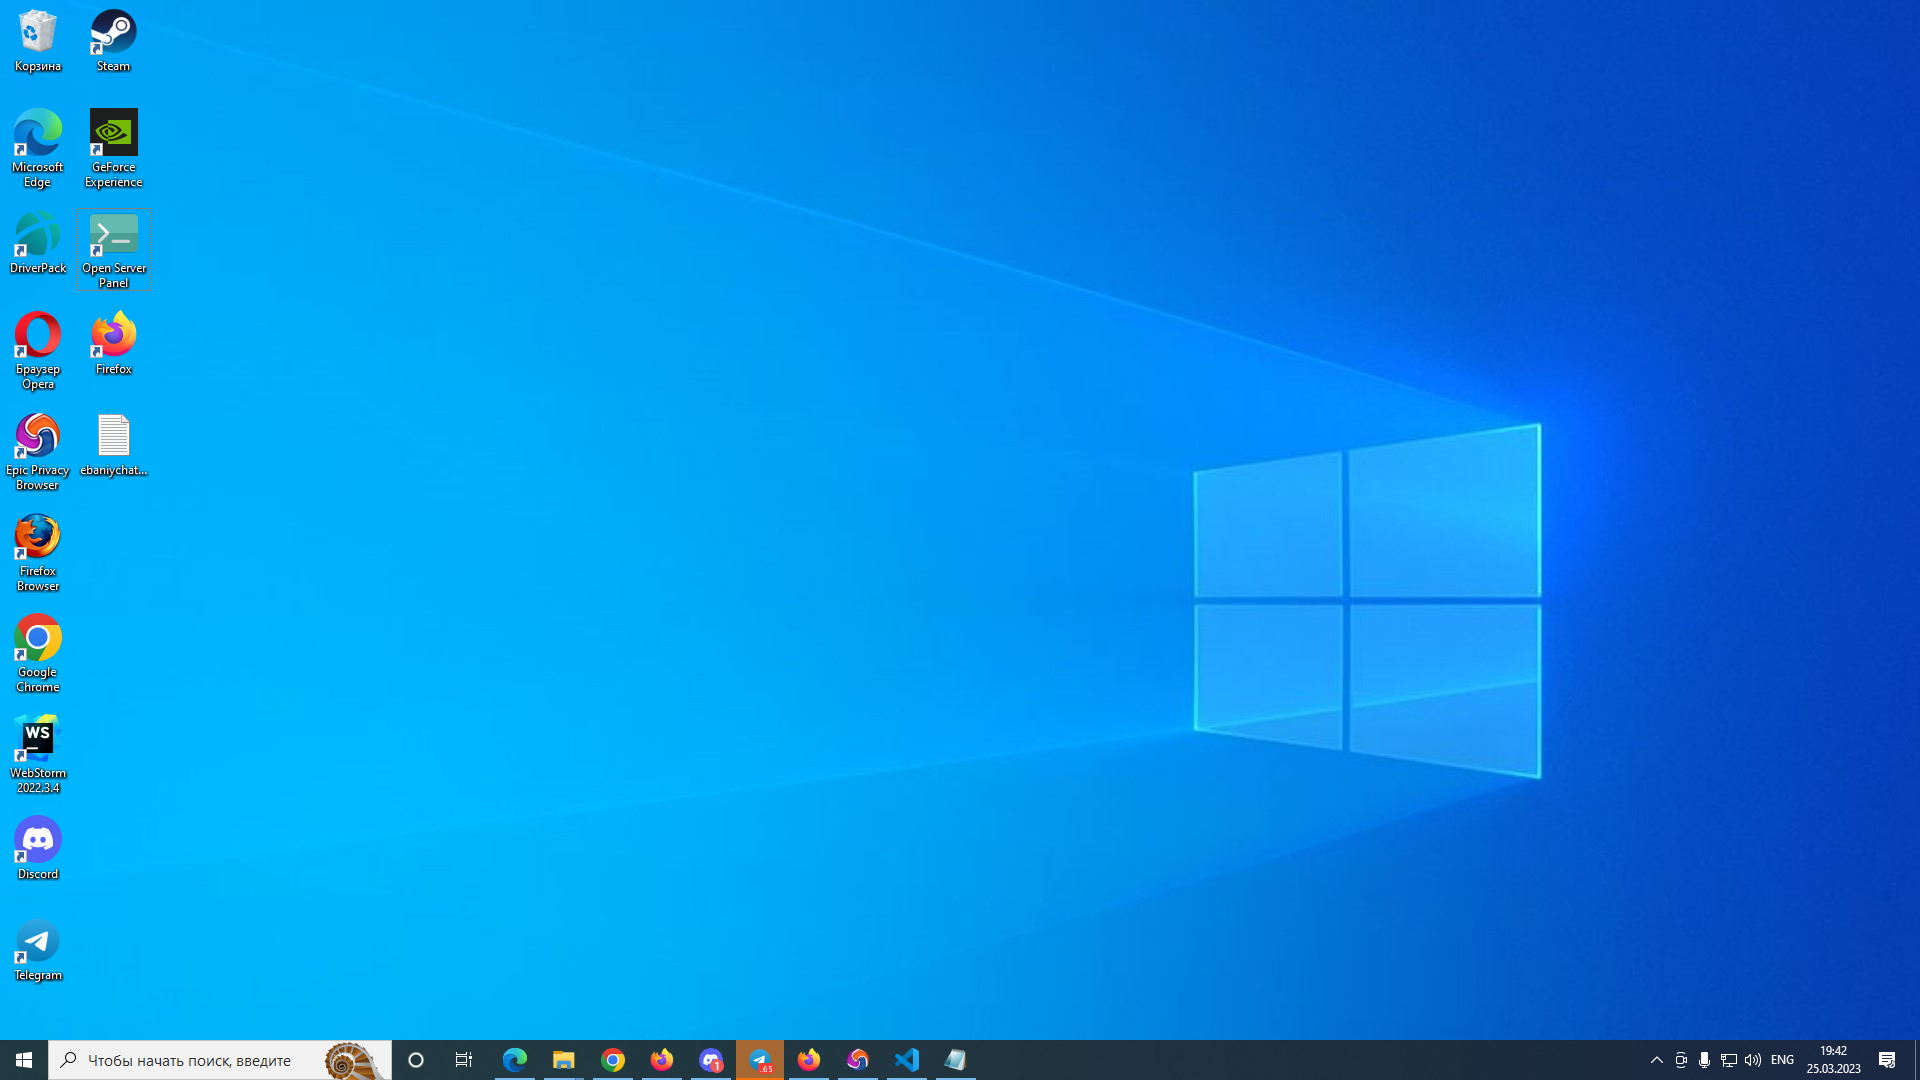 Корзина
Steam
Microsoft
Edge
GeForce
Experience
DriverPack
Open Server
Panel
Браузер
Opera
Firefox
Epic Privacy
Browser
ebaniychat...
Firefox
Browser
Google
Chrome
WS
WebStorm
2022.3.4
Discord
Telegram
Чтобы начать поиск, введите
1
..65
ENG
19:42
25.03.2023